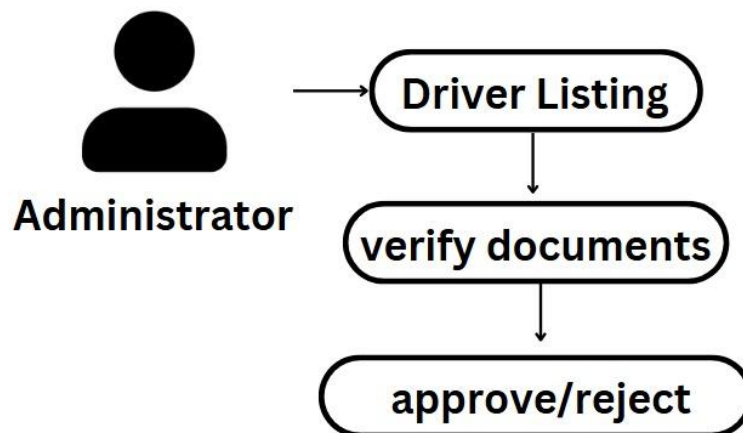 Driver Listing
Administrator
verify documents
approve/reject